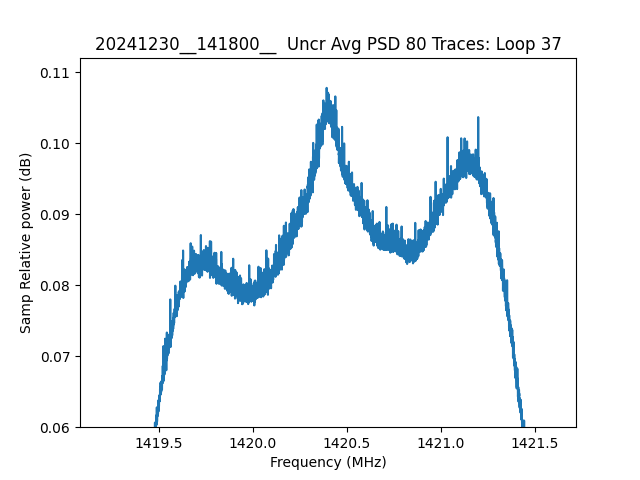 20241230__141800__  Uncr Avg PSD 80 Traces: Loop 37
0.11
0.10
0.09
0.08
0.07
0.06
Samp Relative power (dB)
1419.5 1420.0 1420.5 1421.0 1421.5
Frequency (MHz)